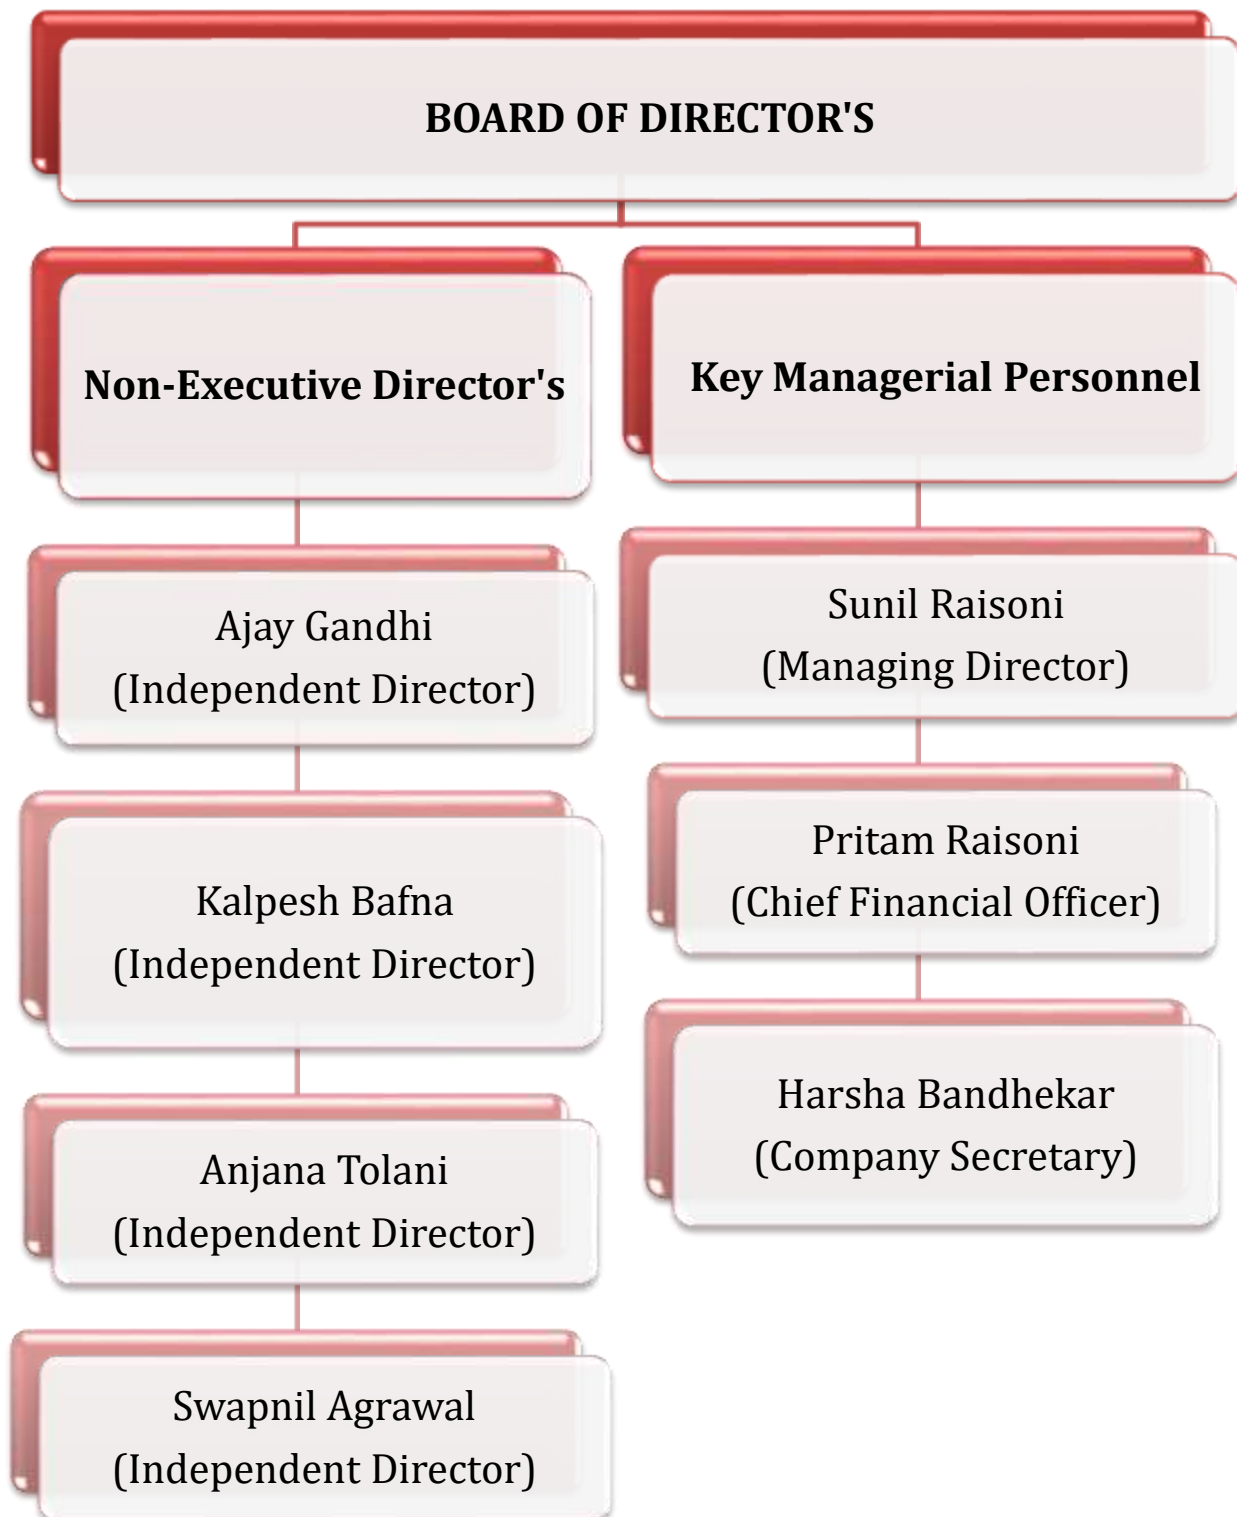 BOARD OF DIRECTOR'S
Non-Executive Director's
Ajay Gandhi
(Independent Director)
Kalpesh Bafna
(Independent Director)
Anjana Tolani
(Independent Director)
Swapnil Agrawal
(Independent Director)
Key Managerial Personnel
Sunil Raisoni
(Managing Director)
Pritam Raisoni
(Chief Financial Officer)
Harsha Bandhekar
(Company Secretary)